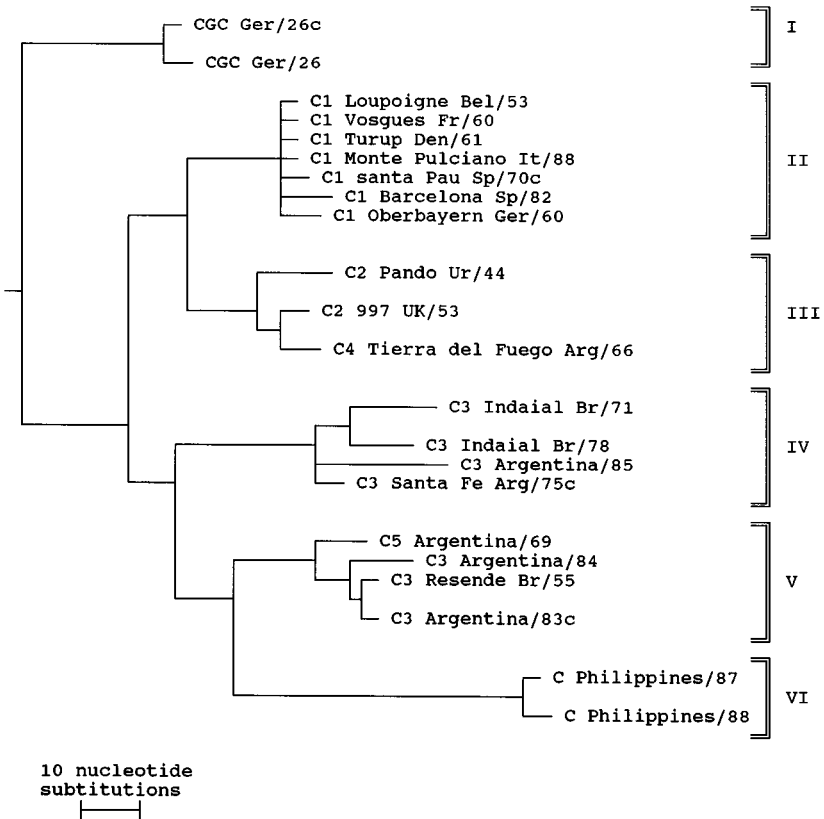 CGC Ger/26c
I
CGC Ger/26
C1 Loupoigne Bel/53
C1 Vosgues Fr/60
C1 Turup Den/61
C1 Monte Pulciano It/88
II
C1 santa Pau Sp/70c
C1 Barcelona Sp/82
C1 Oberbayern Ger/60
C2 Pando Ur/44
C2 997 UK/53
III
C4 Tierra del Fuego Arg/66
C3 Indaial Br/71
C3 Indaial Br/78
IV
C3 Argentina/85
C3 Santa Fe Arg/75c
C5 Argentina/69
C3 Argentina/84
C3 Resende Br/55
V
C3 Argentina/83c
C Philippines/87
VI
C Philippines/88
10 nucleotide
subtitutions